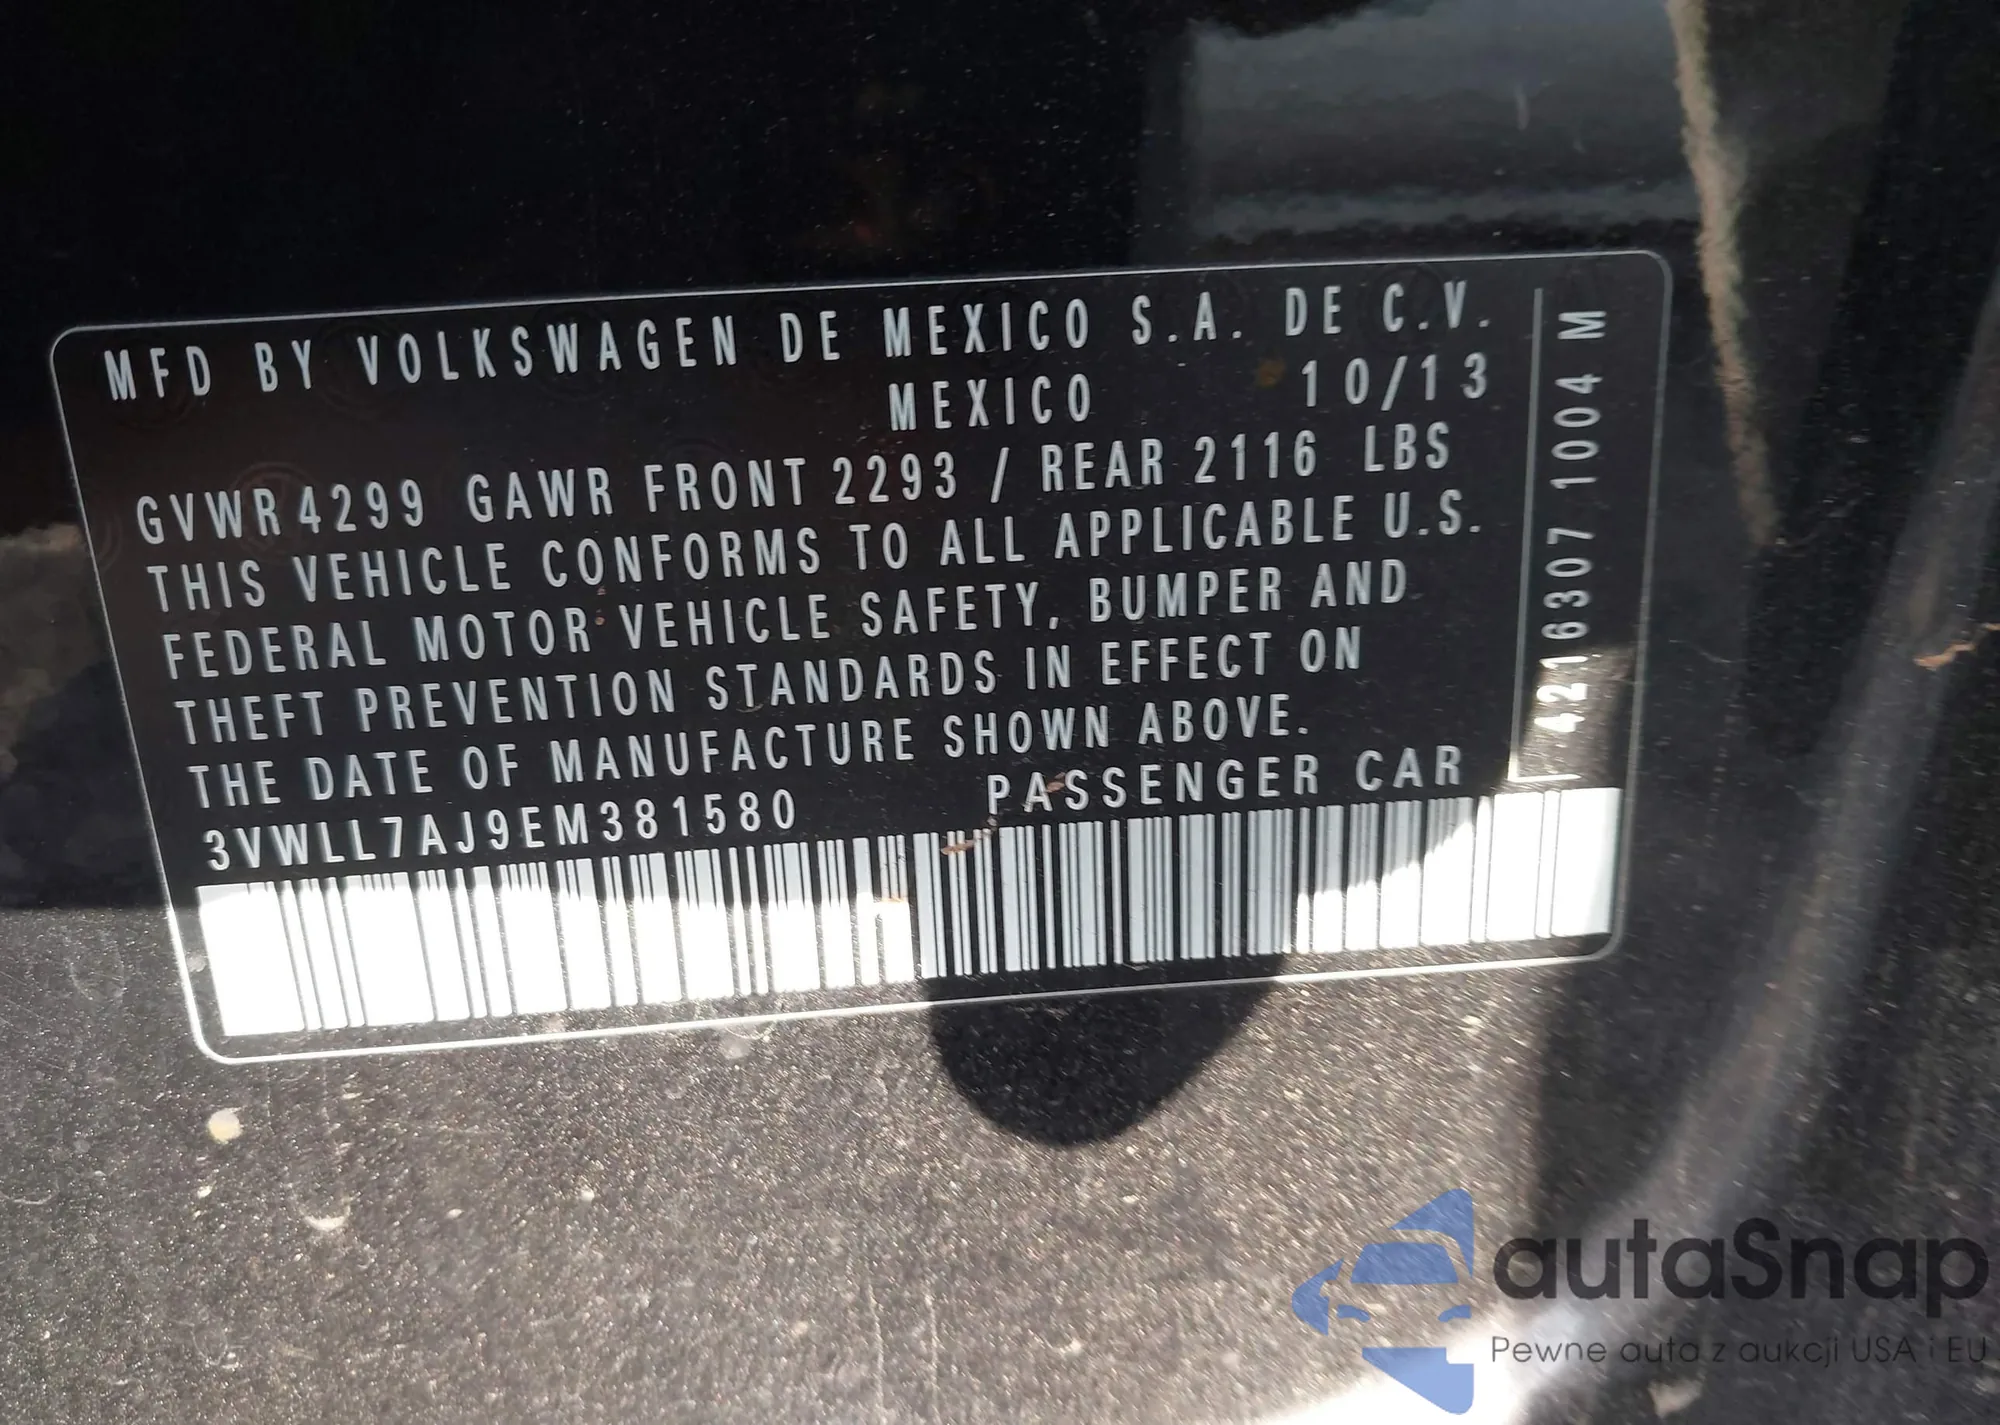 MFD BY VOLKSWAGEN DE MEXICO S.A. DE C.V.
MEXICO 10/13
GVWR 4299 GAWR FRONT 2293 / REAR 2116 LBS
THIS VEHICLE CONFORMS TO ALL APPLICABLE U.S.
FEDERAL MOTOR VEHICLE SAFETY, BUMPER AND
THEFT PREVENTION STANDARDS IN EFFECT ON
THE DATE OF MANUFACTURE SHOWN ABOVE.
3VWLL7AJ9EM381580 PASSENGER CAR
4216307 1004 M
autaSnap
Pewne auta z aukcji USA i EU